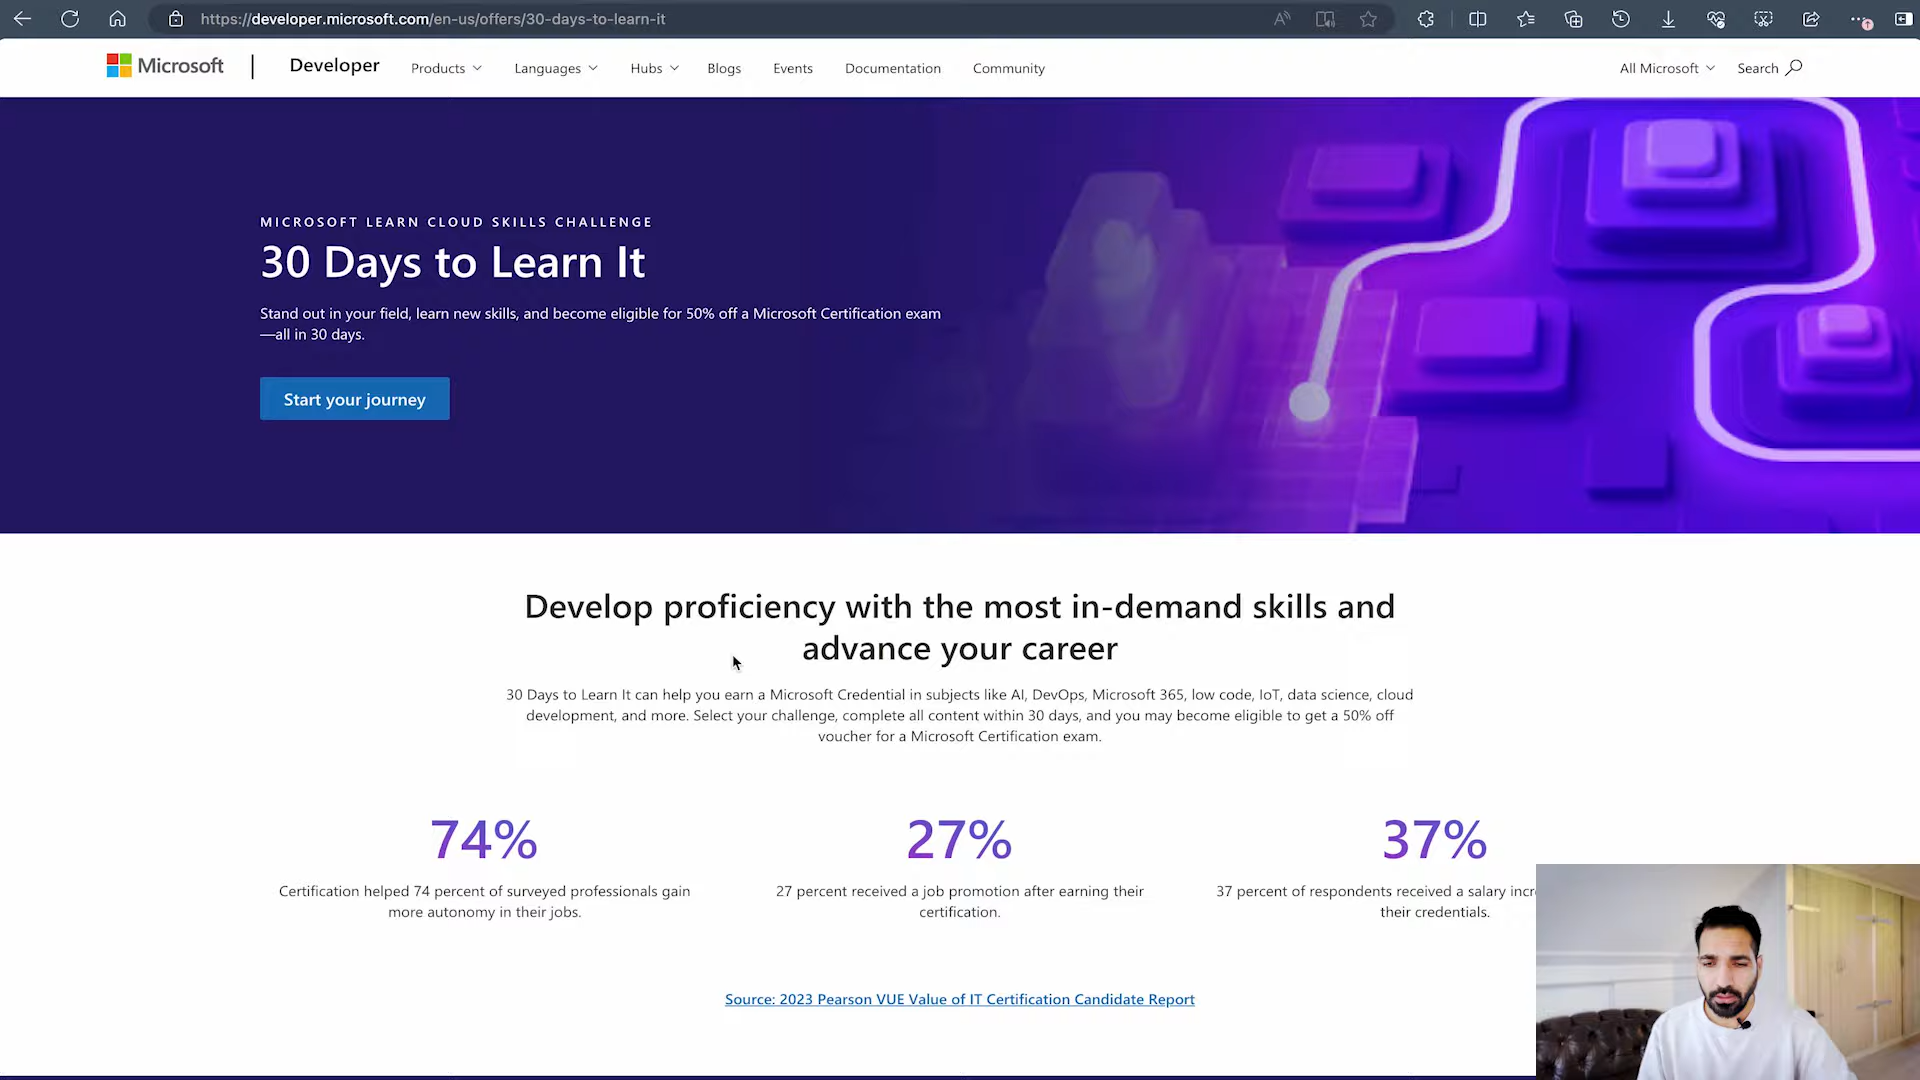 https://developer.microsoft.com/en-us/offers/30-days-to-learn-it
Microsoft
Developer
Products
Languages
Hubs
Blogs
Events
Documentation
Community
All Microsoft
Search
MICROSOFT LEARN CLOUD SKILLS CHALLENGE
30 Days to Learn It
Stand out in your field, learn new skills, and become eligible for 50% off a Microsoft Certification exam
—all in 30 days.
Start your journey
Develop proficiency with the most in-demand skills and
advance your career
30 Days to Learn It can help you earn a Microsoft Credential in subjects like AI, DevOps, Microsoft 365, low code, IoT, data science, cloud
development, and more. Select your challenge, complete all content within 30 days, and you may become eligible to get a 50% off
voucher for a Microsoft Certification exam.
74%
Certification helped 74 percent of surveyed professionals gain
more autonomy in their jobs.
27%
27 percent received a job promotion after earning their
certification.
37%
37 percent of respondents received a salary
their credentials.
Source: 2023 Pearson VUE Value of IT Certification Candidate Report